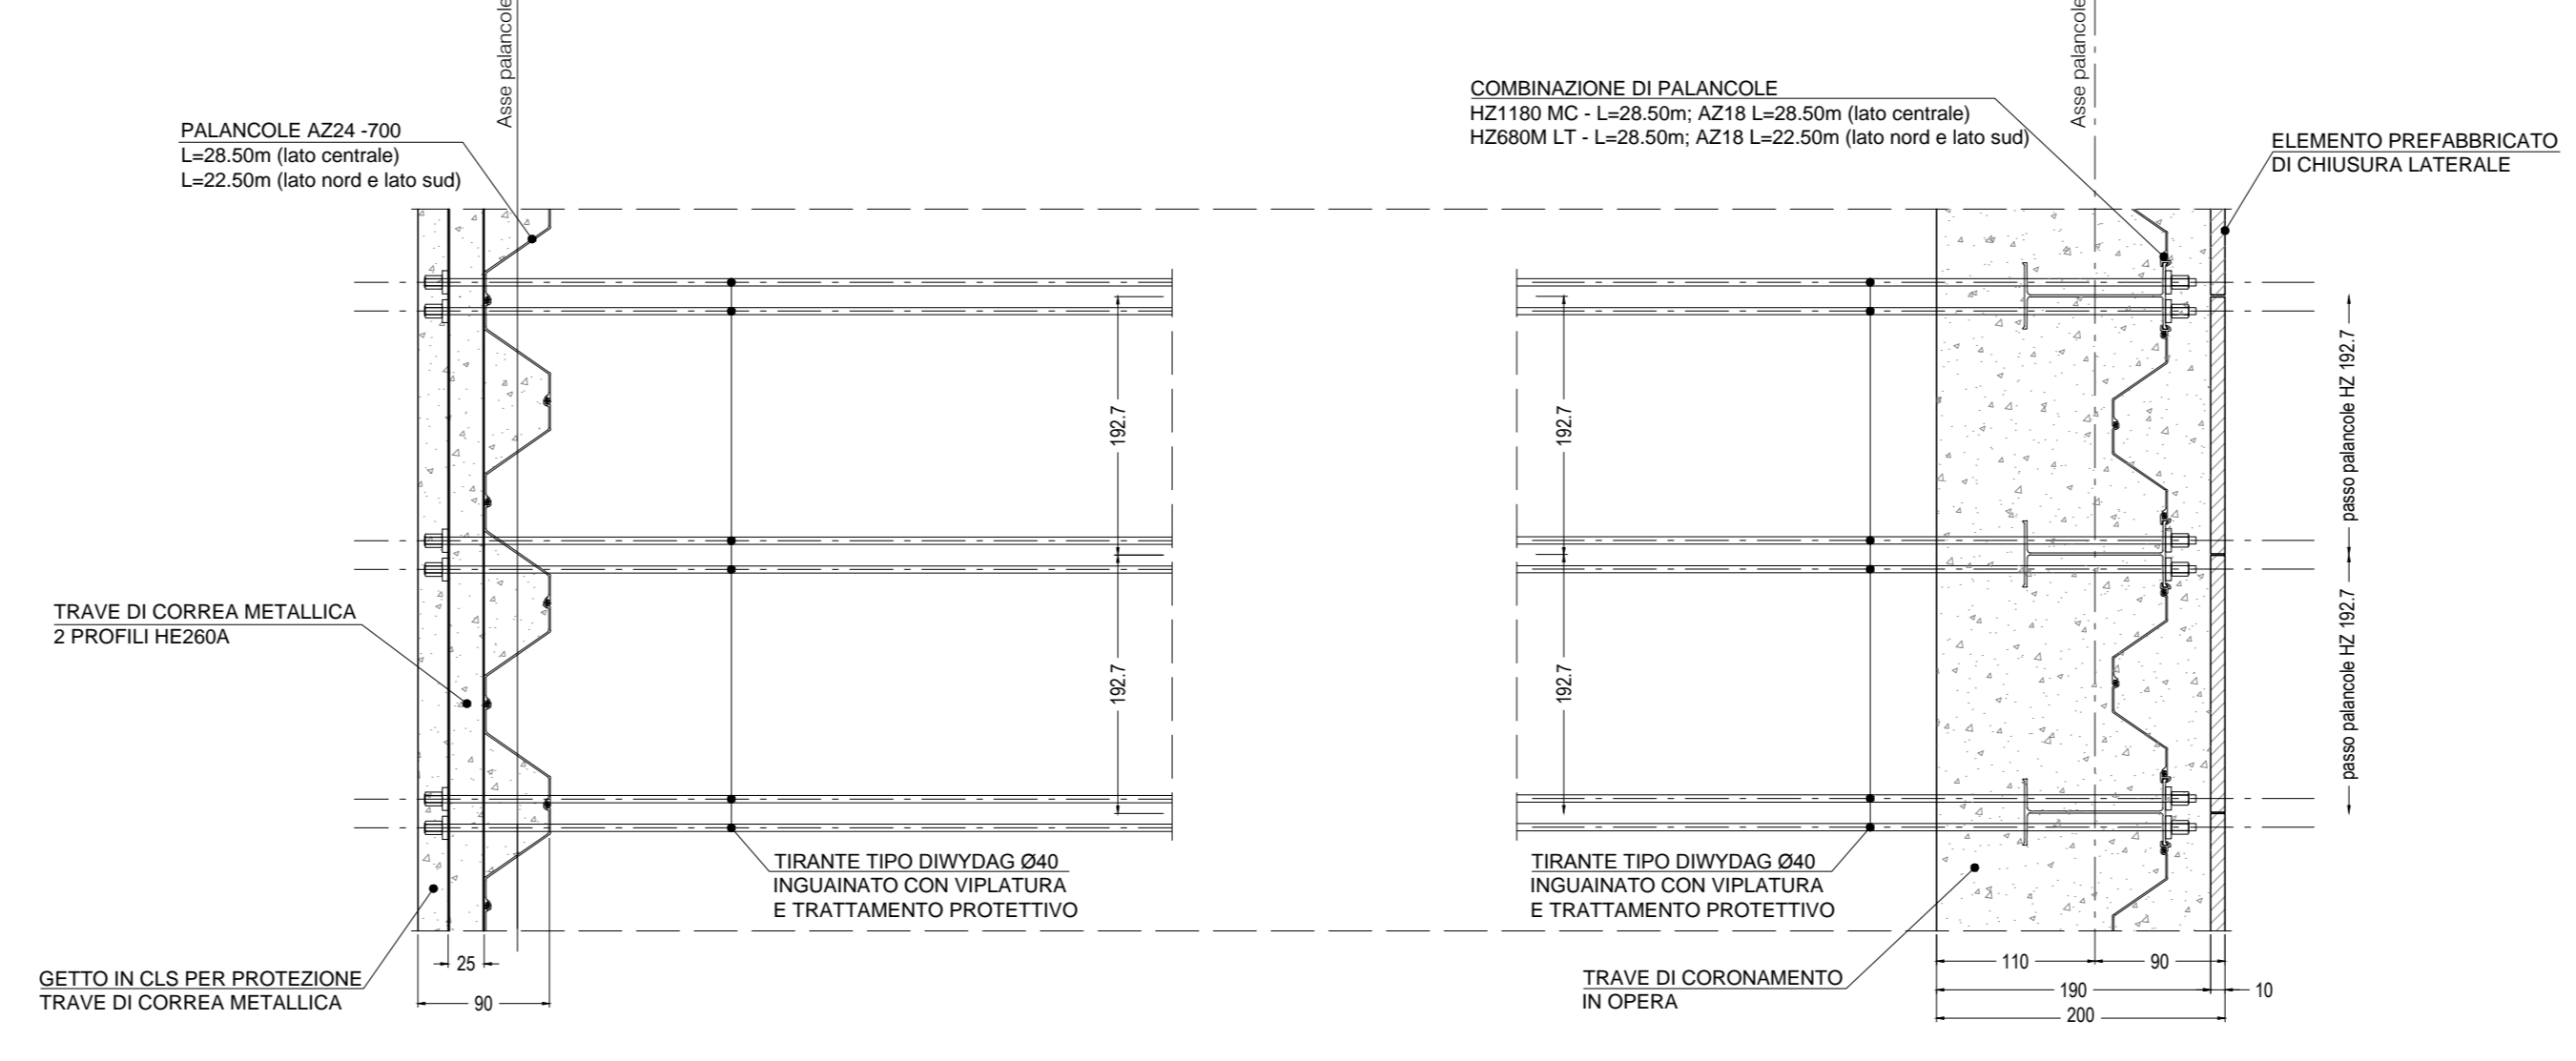 Asse palancole
Asse palancole
PALANCOLE AZ24 -700
L=28.50m (lato centrale)
L=22.50m (lato nord e lato sud)
COMBINAZIONE DI PALANCOLE
HZ1180 MC - L=28.50m; AZ18 L=28.50m (lato centrale)
HZ680M LT - L=28.50m; AZ18 L=22.50m (lato nord e lato sud)
ELEMENTO PREFABBRICATO
DI CHIUSURA LATERALE
192.7
192.7
passo palancole HZ 192.7
TRAVE DI CORREA METALLICA
2 PROFILI HE260A
192.7
192.7
passo palancole HZ 192.7
TIRANTE TIPO DIWYDAG Ø40
INGUAINATO CON VIPLATURA
E TRATTAMENTO PROTETTIVO
TIRANTE TIPO DIWYDAG Ø40
INGUAINATO CON VIPLATURA
E TRATTAMENTO PROTETTIVO
GETTO IN CLS PER PROTEZIONE
TRAVE DI CORREA METALLICA
25
90
TRAVE DI CORONAMENTO
IN OPERA
110
90
190
10
200